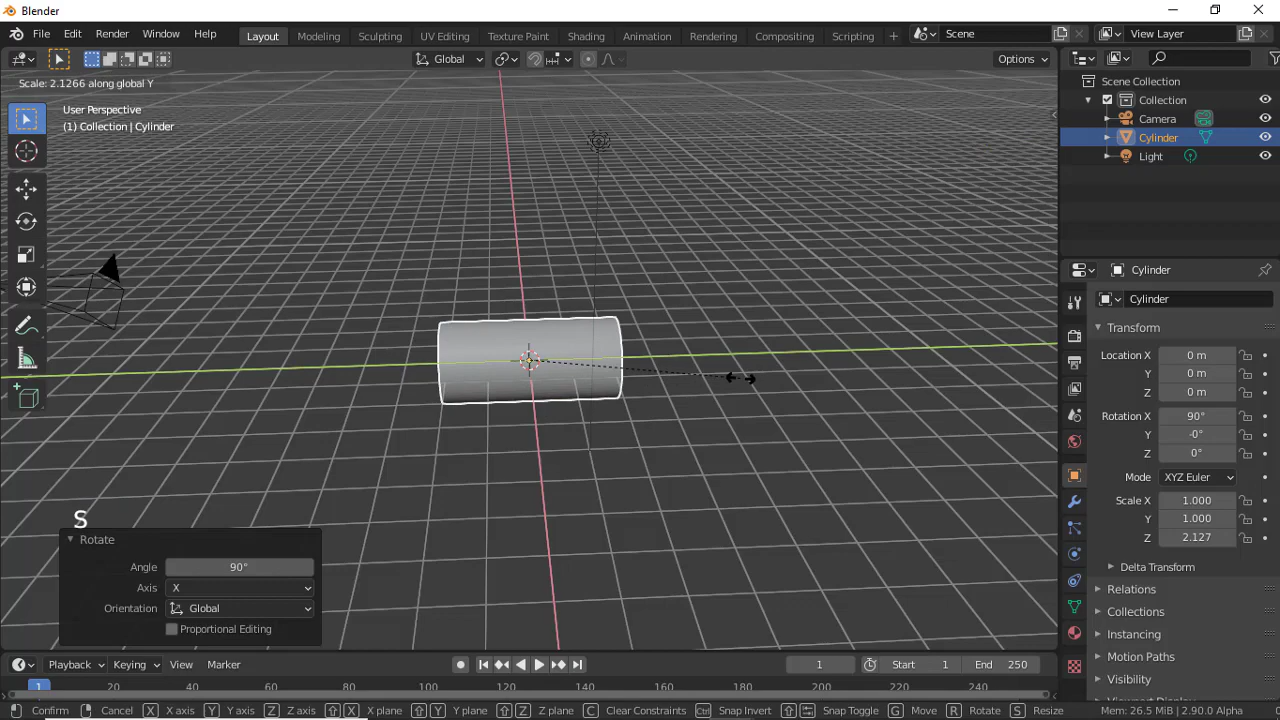 Blender
File Edit Render Window Help Layout Modeling Sculpting UV Editing Texture Paint Shading Animation Rendering Compositing Scripting Scene View Layer
Global Options
Scale: 2.1266 along global Y
User Perspective
(1) Collection | Cylinder
Scene Collection
Collection
Camera
Cylinder
Light
Cylinder
Cylinder
Transform
Location X 0 m
Y 0 m
Z 0 m
Rotation X 90°
Y -0°
Z 0°
Mode XYZ Euler
Scale X 1.000
Y 1.000
Z 2.127
Delta Transform
Relations
Collections
Instancing
Motion Paths
Visibility
S
Rotate
Angle 90°
Axis X
Orientation Global
Proportional Editing
Playback Keying View Marker 1 Start 1 End 250
1 20 40 60 80 100 120 140 160 180 200 220 240
Confirm Cancel X X axis Y Y axis Z Z axis X X plane Y Y plane Z Z plane C Clear Constraints Ctrl Snap Invert Snap Toggle G Move R Rotate S Resize Mem: 26.5 MiB | 2.90.0 Alpha